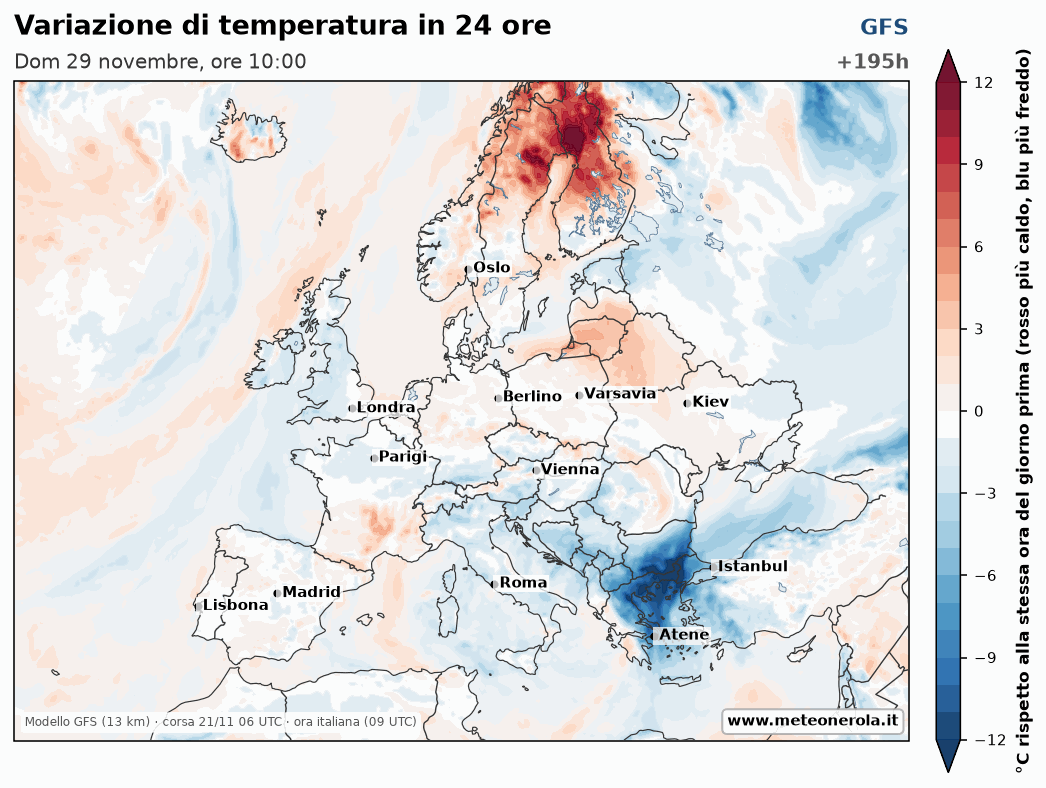 Variazione di temperatura in 24 ore
GFS
Dom 29 novembre, ore 10:00
+195h
Oslo
Londra
Berlino
Varsavia
Kiev
Parigi
Vienna
Istanbul
Roma
Madrid
Lisbona
Atene
Modello GFS (13 km) · corsa 21/11 06 UTC · ora italiana (09 UTC)
www.meteonerola.it
12
9
6
3
0
−3
−6
−9
−12
°C rispetto alla stessa ora del giorno prima (rosso più caldo, blu più freddo)